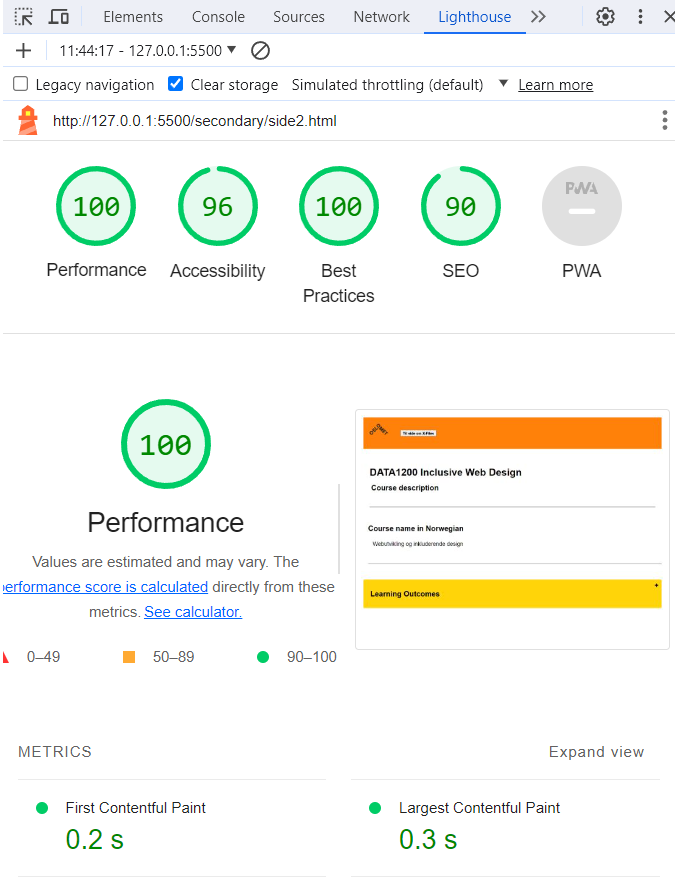 Elements Console Sources Network Lighthouse
11:44:17 - 127.0.0.1:5500
Legacy navigation Clear storage Simulated throttling (default) Learn more
http://127.0.0.1:5500/secondary/side2.html
100 96 100 90 PWA
Performance Accessibility Best Practices SEO PWA
100
Performance
Values are estimated and may vary. The
performance score is calculated directly from these
metrics. See calculator.
0–49 50–89 90–100
OSLOMET
DATA1200 Inclusive Web Design
Course description
Course name in Norwegian
Webutvikling og inkluderende design
Learning Outcomes +
METRICS Expand view
First Contentful Paint Largest Contentful Paint
0.2 s 0.3 s